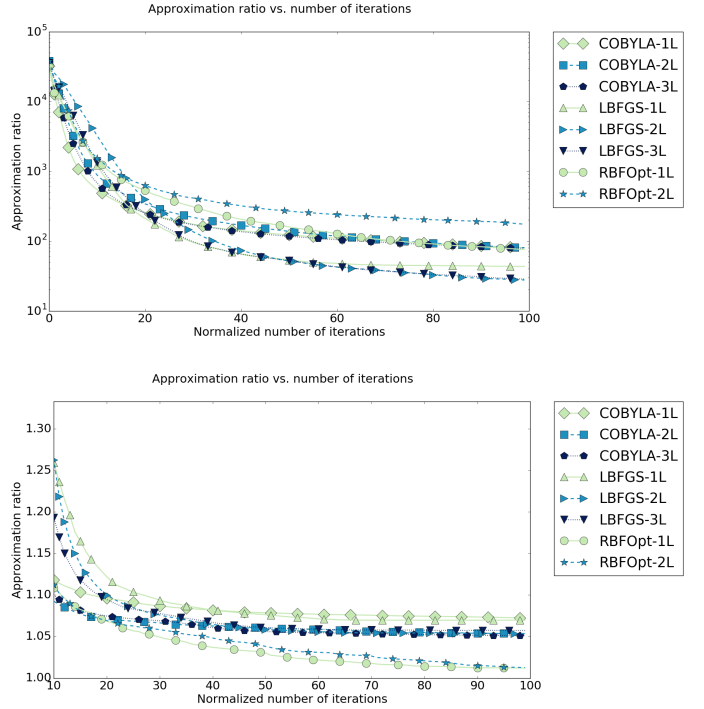 Approximation ratio vs. number of iterations
10^5
10^4
10^3
10^2
10^1
Approximation ratio
0 20 40 60 80 100
Normalized number of iterations
COBYLA-1L
COBYLA-2L
COBYLA-3L
LBFGS-1L
LBFGS-2L
LBFGS-3L
RBFOpt-1L
RBFOpt-2L
Approximation ratio vs. number of iterations
1.30
1.25
1.20
1.15
1.10
1.05
1.00
Approximation ratio
10 20 30 40 50 60 70 80 90 100
Normalized number of iterations
COBYLA-1L
COBYLA-2L
COBYLA-3L
LBFGS-1L
LBFGS-2L
LBFGS-3L
RBFOpt-1L
RBFOpt-2L